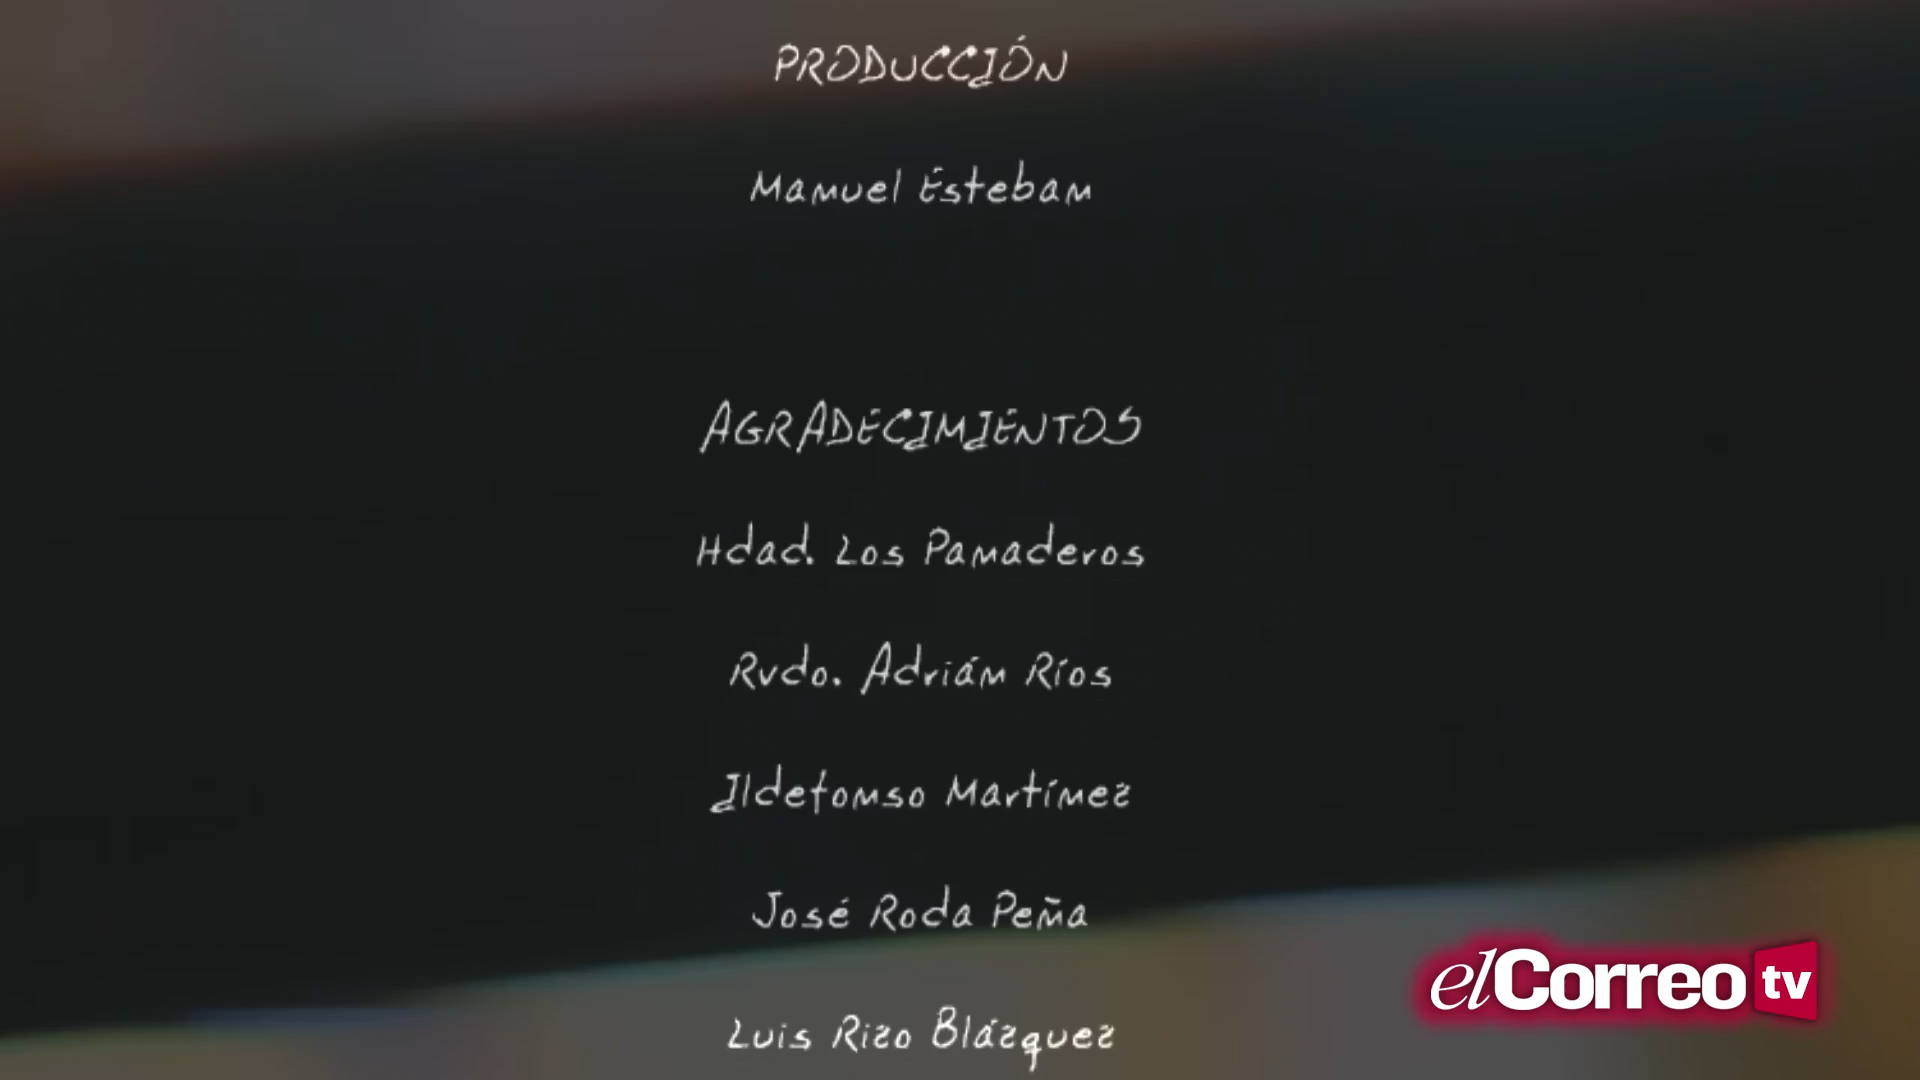 PRODUCCIÓN
Manuel Esteban
AGRADECIMIENTOS
Hdad. Los Panaderos
Rvdo. Adrián Ríos
Ildefonso Martínez
José Roda Peña
elCorreo tv
Luis Rizo Blázquez